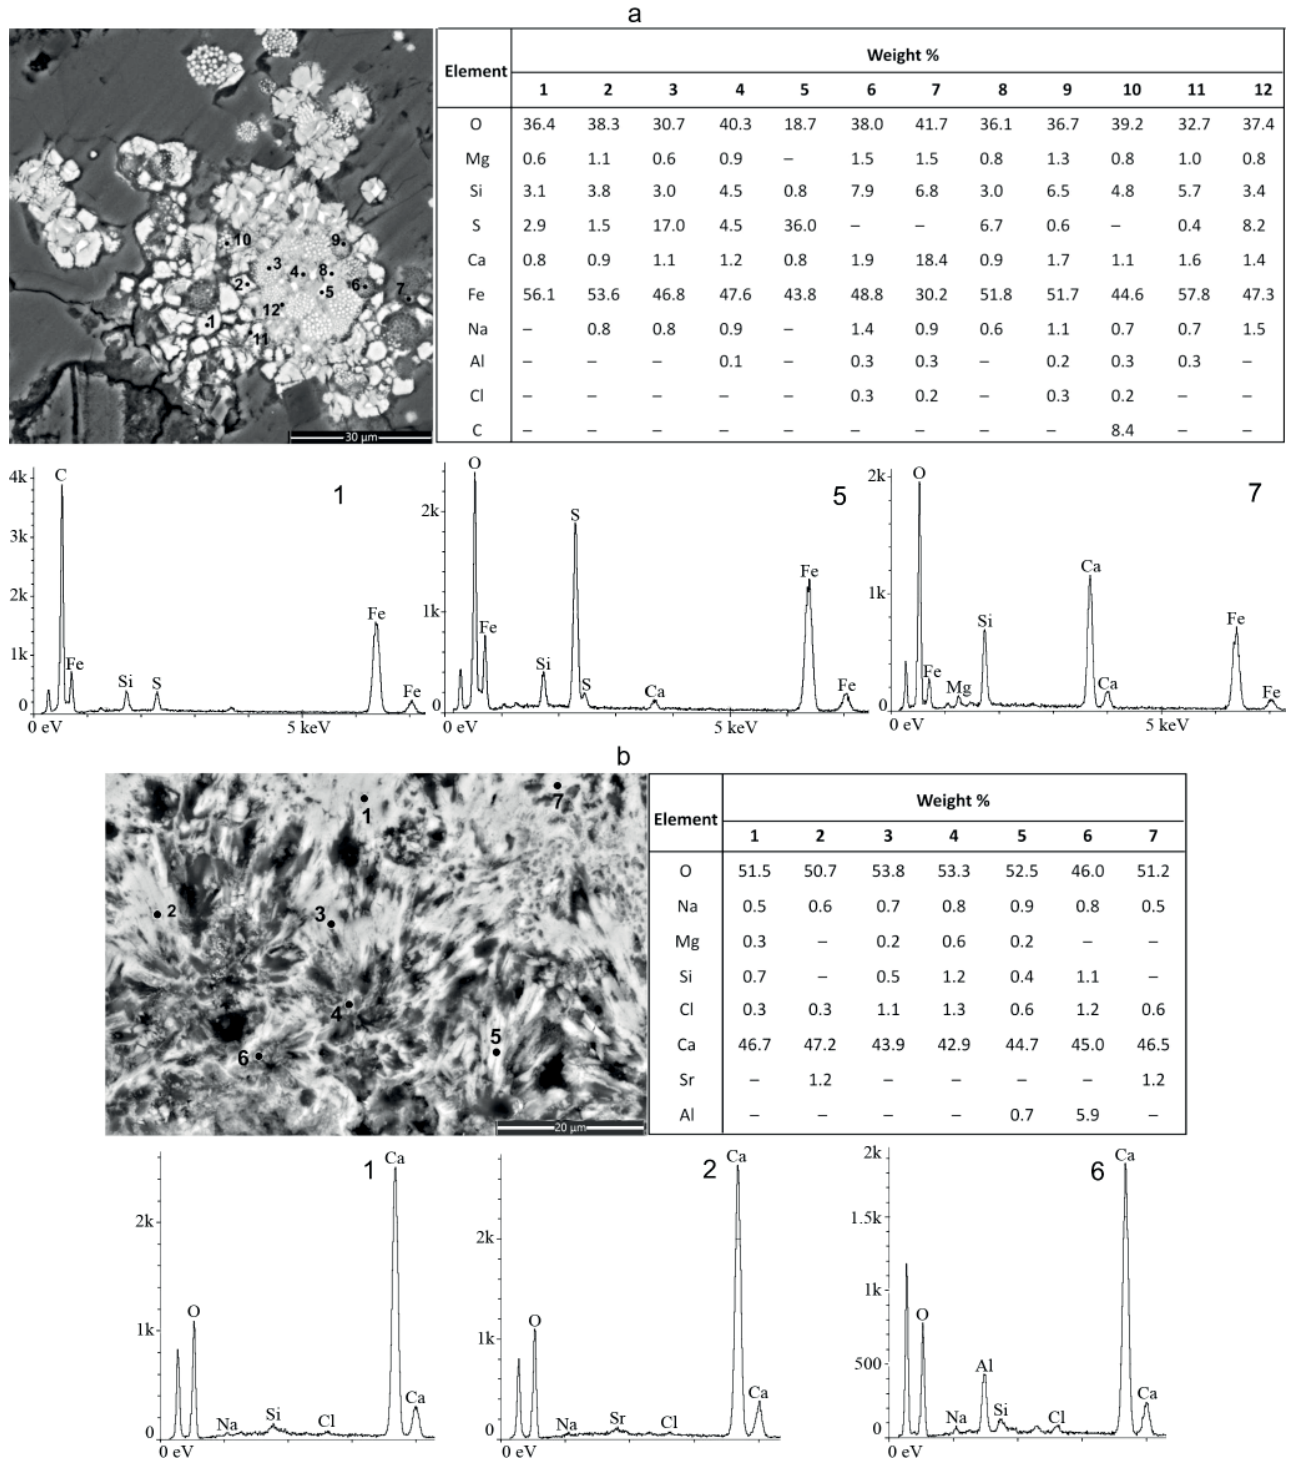 a
1
2
3
4
5
6
7
8
9
10
11
12
30 µm
Element Weight %
1 2 3 4 5 6 7 8 9 10 11 12
O 36.4 38.3 30.7 40.3 18.7 38.0 41.7 36.1 36.7 39.2 32.7 37.4
Mg 0.6 1.1 0.6 0.9 – 1.5 1.5 0.8 1.3 0.8 1.0 0.8
Si 3.1 3.8 3.0 4.5 0.8 7.9 6.8 3.0 6.5 4.8 5.7 3.4
S 2.9 1.5 17.0 4.5 36.0 – – 6.7 0.6 – 0.4 8.2
Ca 0.8 0.9 1.1 1.2 0.8 1.9 18.4 0.9 1.7 1.1 1.6 1.4
Fe 56.1 53.6 46.8 47.6 43.8 48.8 30.2 51.8 51.7 44.6 57.8 47.3
Na – 0.8 0.8 0.9 – 1.4 0.9 0.6 1.1 0.7 0.7 1.5
Al – – – 0.1 – 0.3 0.3 – 0.2 0.3 0.3 –
Cl – – – – – 0.3 0.2 – 0.3 0.2 – –
C – – – – – – – – – 8.4 – –
1
4k
3k
2k
1k
0
C
Fe
Si
S
Fe
Fe
0 eV 5 keV
5
2k
1k
0
O
Fe
Si
S
S
Ca
Fe
Fe
0 eV 5 keV
7
2k
1k
0
O
Fe
Mg
Si
Ca
Ca
Fe
Fe
0 eV 5 keV
b
1
2
3
4
5
6
7
20 µm
Element Weight %
1 2 3 4 5 6 7
O 51.5 50.7 53.8 53.3 52.5 46.0 51.2
Na 0.5 0.6 0.7 0.8 0.9 0.8 0.5
Mg 0.3 – 0.2 0.6 0.2 – –
Si 0.7 – 0.5 1.2 0.4 1.1 –
Cl 0.3 0.3 1.1 1.3 0.6 1.2 0.6
Ca 46.7 47.2 43.9 42.9 44.7 45.0 46.5
Sr – 1.2 – – – – 1.2
Al – – – – 0.7 5.9 –
1
2k
1k
0
O
Na
Si
Cl
Ca
Ca
0 eV
2
2k
1k
0
O
Na
Sr
Cl
Ca
Ca
0 eV
6
2k
1.5k
1k
500
0
O
Na
Al
Si
Cl
Ca
Ca
0 eV